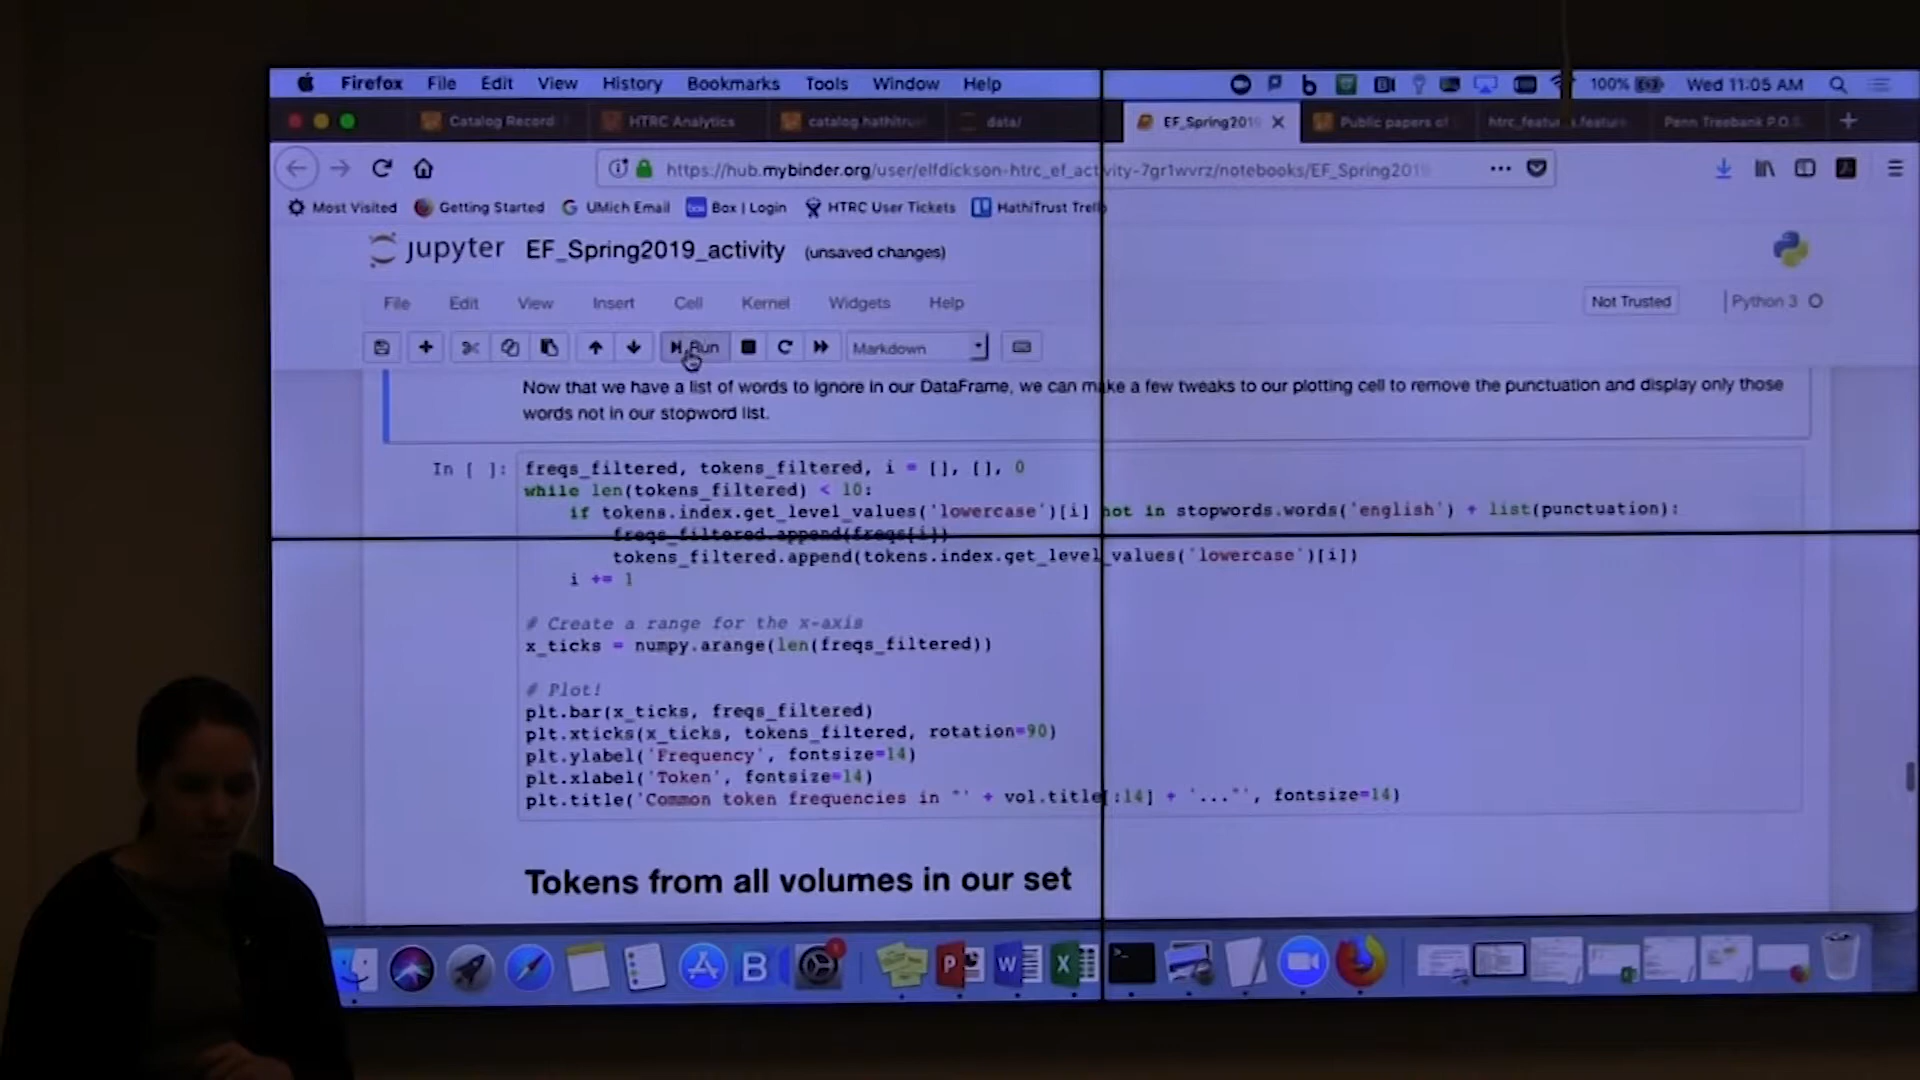 Firefox File Edit View History Bookmarks Tools Window Help 100% Wed 11:05 AM
Catalog Record HTRC Analytics catalog.hathitru data/ EF_Spring2019 Public papers of Penn Treebank P.O.S.
https://hub.mybinder.org/user/elfdickson-htrc_ef_activity-7gr1wvrz/notebooks/EF_Spring2019
Most Visited Getting Started UMich Email Box | Login HTRC User Tickets HathiTrust Trello
jupyter EF_Spring2019_activity (unsaved changes)
File Edit View Insert Cell Kernel Widgets Help Not Trusted Python 3
Run Markdown
Now that we have a list of words to ignore in our DataFrame, we can make a few tweaks to our plotting cell to remove the punctuation and display only those
words not in our stopword list.
In [ ]: freqs_filtered, tokens_filtered, i = [], [], 0
while len(tokens_filtered) < 10:
if tokens.index.get_level_values('lowercase')[i] not in stopwords.words('english') + list(punctuation):
freqs_filtered.append(freqs[i])
tokens_filtered.append(tokens.index.get_level_values('lowercase')[i])
i += 1
# Create a range for the x-axis
x_ticks = numpy.arange(len(freqs_filtered))
# Plot!
plt.bar(x_ticks, freqs_filtered)
plt.xticks(x_ticks, tokens_filtered, rotation=90)
plt.ylabel('Frequency', fontsize=14)
plt.xlabel('Token', fontsize=14)
plt.title('Common token frequencies in "' + vol.title[:14] + '..."', fontsize=14)
Tokens from all volumes in our set